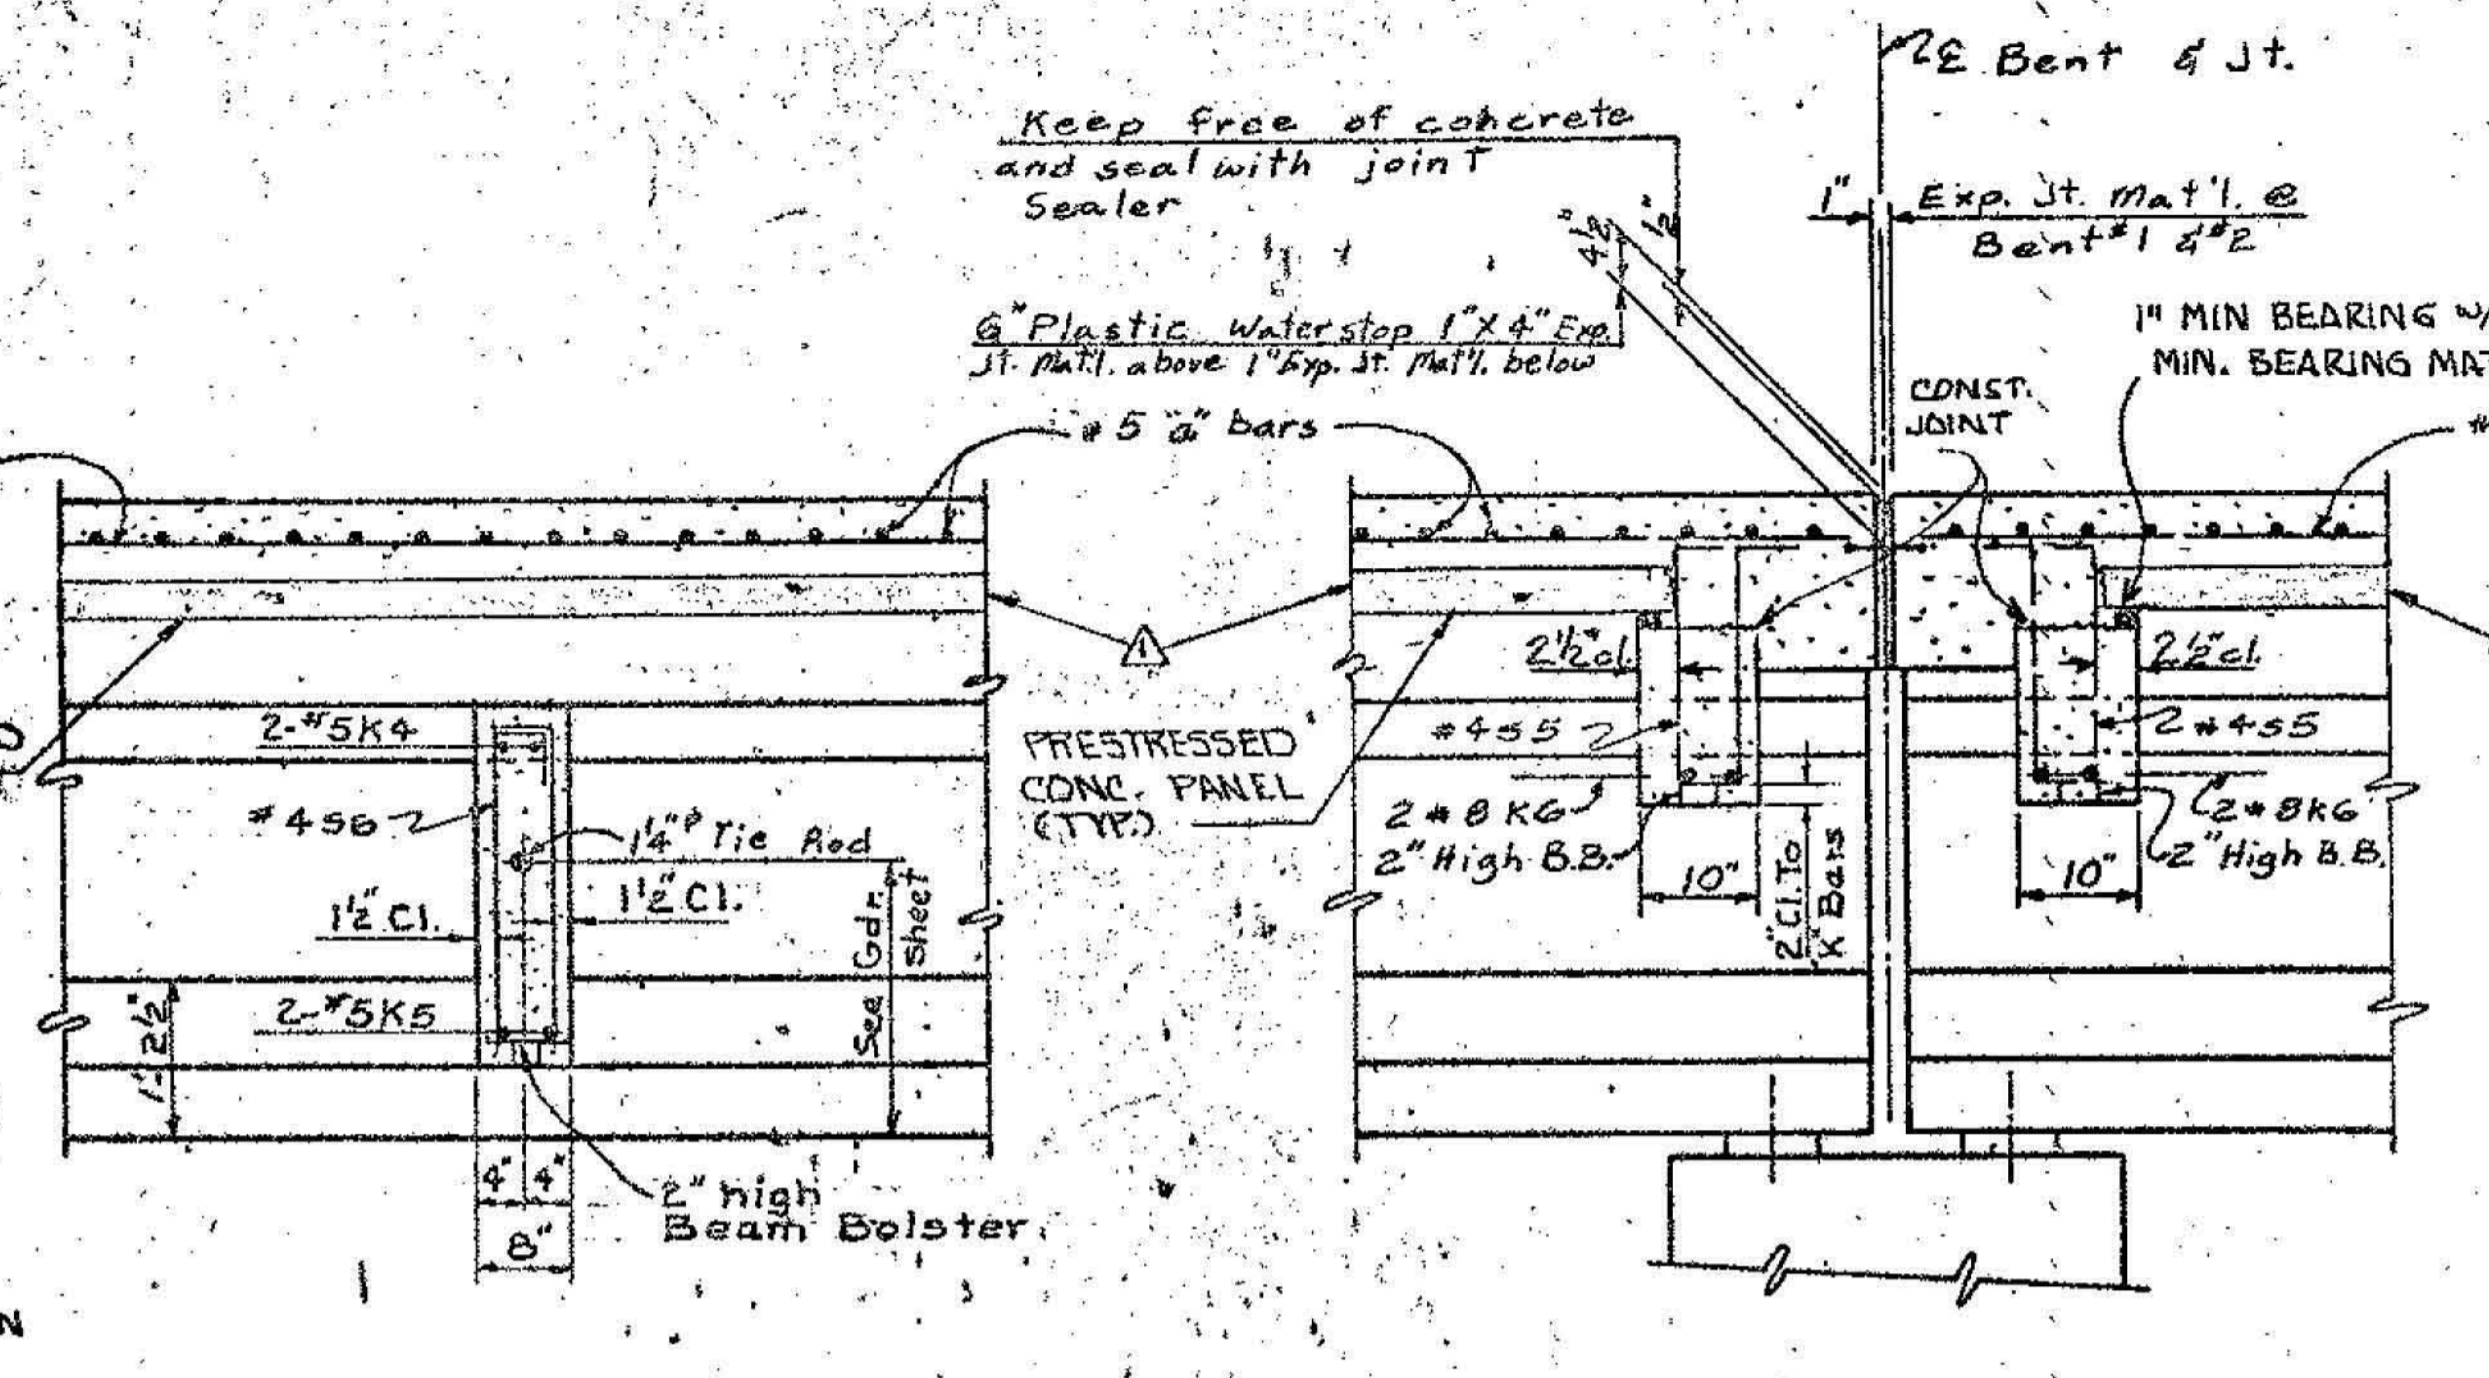 ℄ Bent & Jt.
Keep free of concrete
and seal with joint
Sealer
1"
Exp. Jt. Mat'l. @
Bent #1 & #2
4½"
½"
6" Plastic Waterstop 1"X4" Exp.
Jt. Mat'l. above 1" Exp. Jt. Mat'l. below
1" MIN BEARING W/
MIN. BEARING MAT
CONST.
JOINT
#5 "a" bars
#
1
2½" cl.
2½" cl.
2-#5K4
PRESTRESSED
CONC. PANEL
(TYP.)
#4S5
2#4S5
#4S6
1¼"ø Tie Rod
2#8K6
2" High B.B.
2#8K6
2" High B.B.
1½" Cl.
1½" Cl.
See Gdr.
sheet
10"
2" Cl. To
"K" Bars
10"
2-#5K5
1'-2½"
4" 4"
8"
2" high
Beam Bolster
N